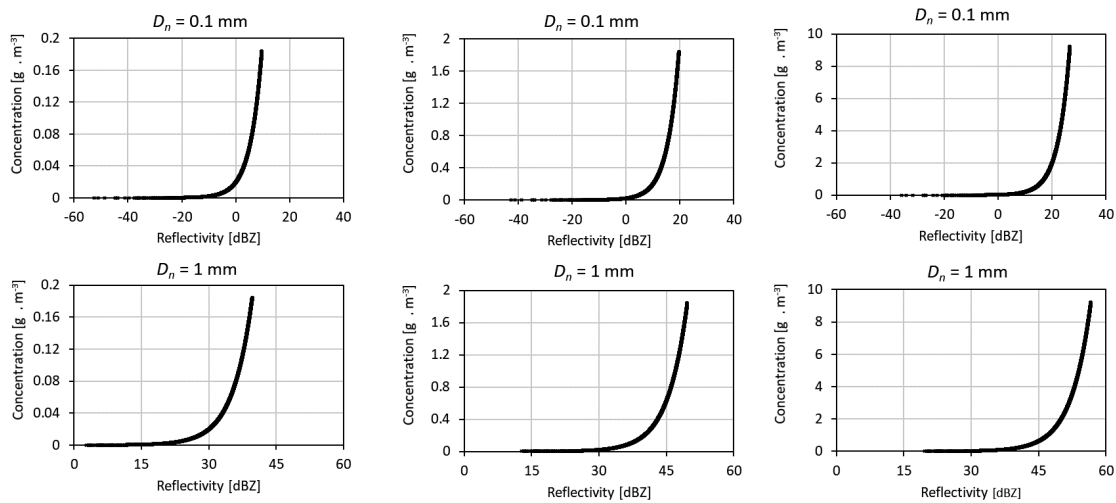 D_n = 0.1 mm
Concentration [g . m⁻³]
0.2
0.16
0.12
0.08
0.04
0
-60 -40 -20 0 20 40
Reflectivity [dBZ]
D_n = 0.1 mm
Concentration [g . m⁻³]
2
1.6
1.2
0.8
0.4
0
-60 -40 -20 0 20 40
Reflectivity [dBZ]
D_n = 0.1 mm
Concentration [g . m⁻³]
10
8
6
4
2
0
-60 -40 -20 0 20 40
Reflectivity [dBZ]
D_n = 1 mm
Concentration [g . m⁻³]
0.2
0.16
0.12
0.08
0.04
0
0 15 30 45 60
Reflectivity [dBZ]
D_n = 1 mm
Concentration [g . m⁻³]
2
1.6
1.2
0.8
0.4
0
0 15 30 45 60
Reflectivity [dBZ]
D_n = 1 mm
Concentration [g . m⁻³]
10
8
6
4
2
0
0 15 30 45 60
Reflectivity [dBZ]